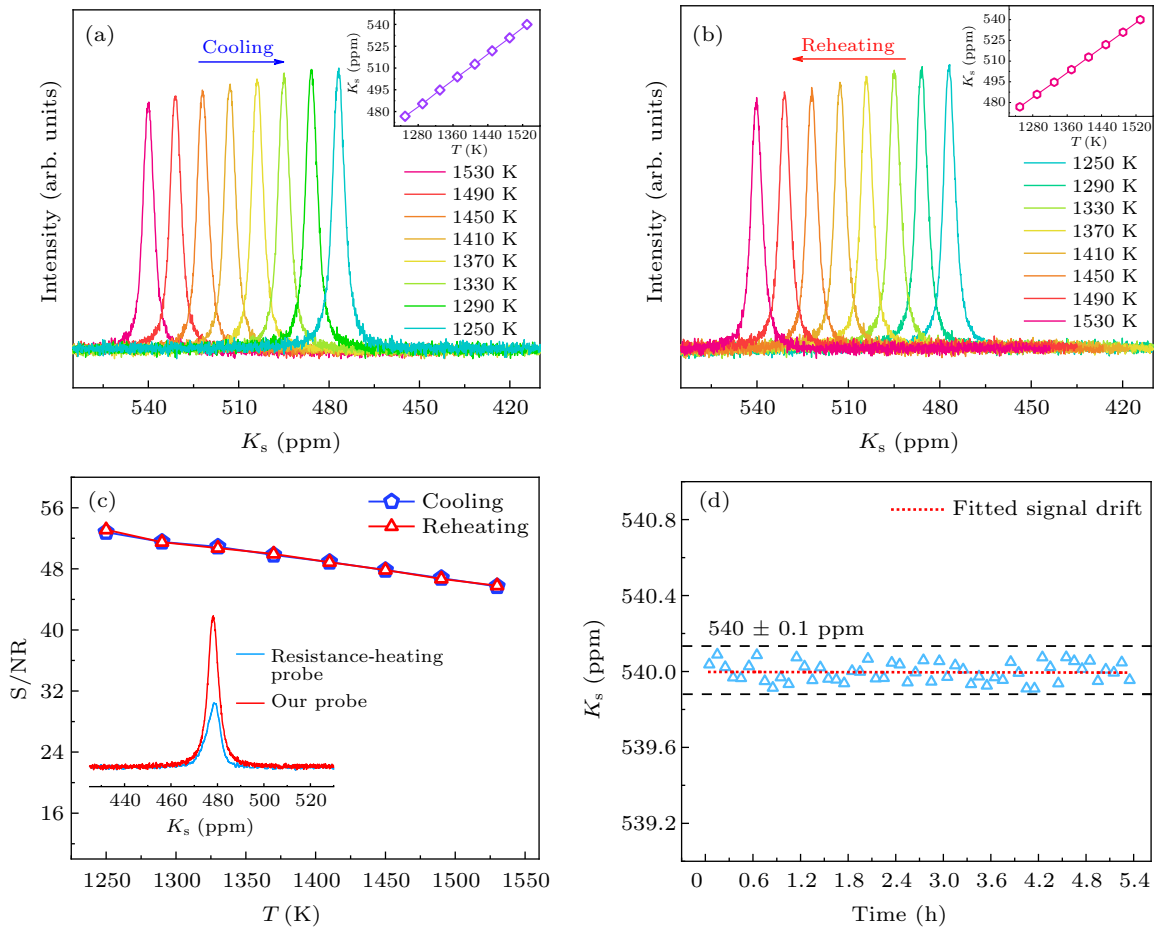 (a)
Cooling
Intensity (arb. units)
Ks (ppm)
540
525
510
495
480
1280 1360 1440 1520
T (K)
1530 K
1490 K
1450 K
1410 K
1370 K
1330 K
1290 K
1250 K
540 510 480 450 420
Ks (ppm)
(b)
Reheating
Intensity (arb. units)
Ks (ppm)
540
525
510
495
480
1280 1360 1440 1520
T (K)
1250 K
1290 K
1330 K
1370 K
1410 K
1450 K
1490 K
1530 K
540 510 480 450 420
Ks (ppm)
(c)
Cooling
Reheating
S/NR
56
48
40
32
24
16
Resistance-heating
probe
Our probe
440 460 480 500 520
Ks (ppm)
1250 1300 1350 1400 1450 1500 1550
T (K)
(d)
Fitted signal drift
540 ± 0.1 ppm
Ks (ppm)
540.8
540.4
540.0
539.6
539.2
0 0.6 1.2 1.8 2.4 3.0 3.6 4.2 4.8 5.4
Time (h)